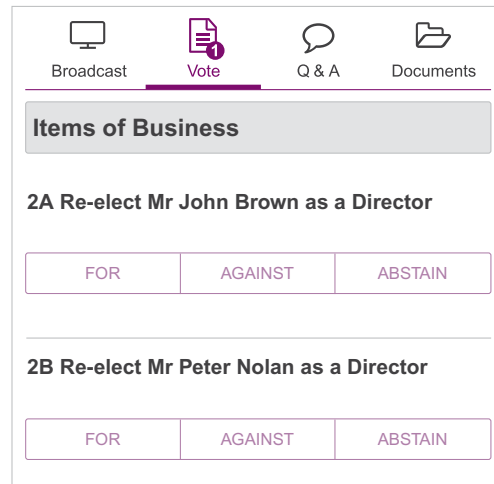 1
Broadcast Vote Q & A Documents
Items of Business
2A Re-elect Mr John Brown as a Director
FOR AGAINST ABSTAIN
2B Re-elect Mr Peter Nolan as a Director
FOR AGAINST ABSTAIN